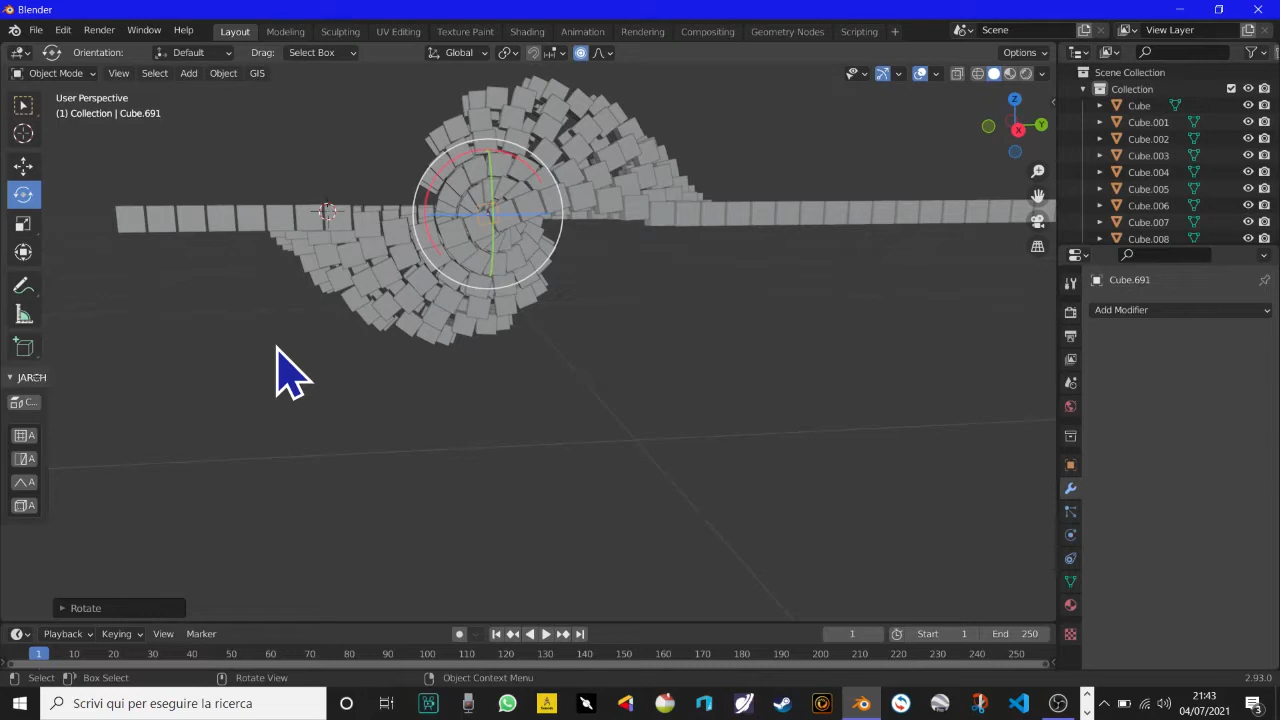 Blender
File Edit Render Window Help Layout Modeling Sculpting UV Editing Texture Paint Shading Animation Rendering Compositing Geometry Nodes Scripting + Scene View Layer
Orientation: Default Drag: Select Box Global Options
Object Mode View Select Add Object GIS
User Perspective
(1) Collection | Cube.691
Z
Y
X
Scene Collection
Collection
Cube
Cube.001
Cube.002
Cube.003
Cube.004
Cube.005
Cube.006
Cube.007
Cube.008
Cube.691
Add Modifier
JARCH
C...
A
A
A
A
Rotate
Playback Keying View Marker 1 Start 1 End 250
1 10 20 30 40 50 60 70 80 90 100 110 120 130 140 150 160 170 180 190 200 210 220 230 240 250
Select Box Select Rotate View Object Context Menu 2.93.0
Scrivi qui per eseguire la ricerca
21:43
04/07/2021
3